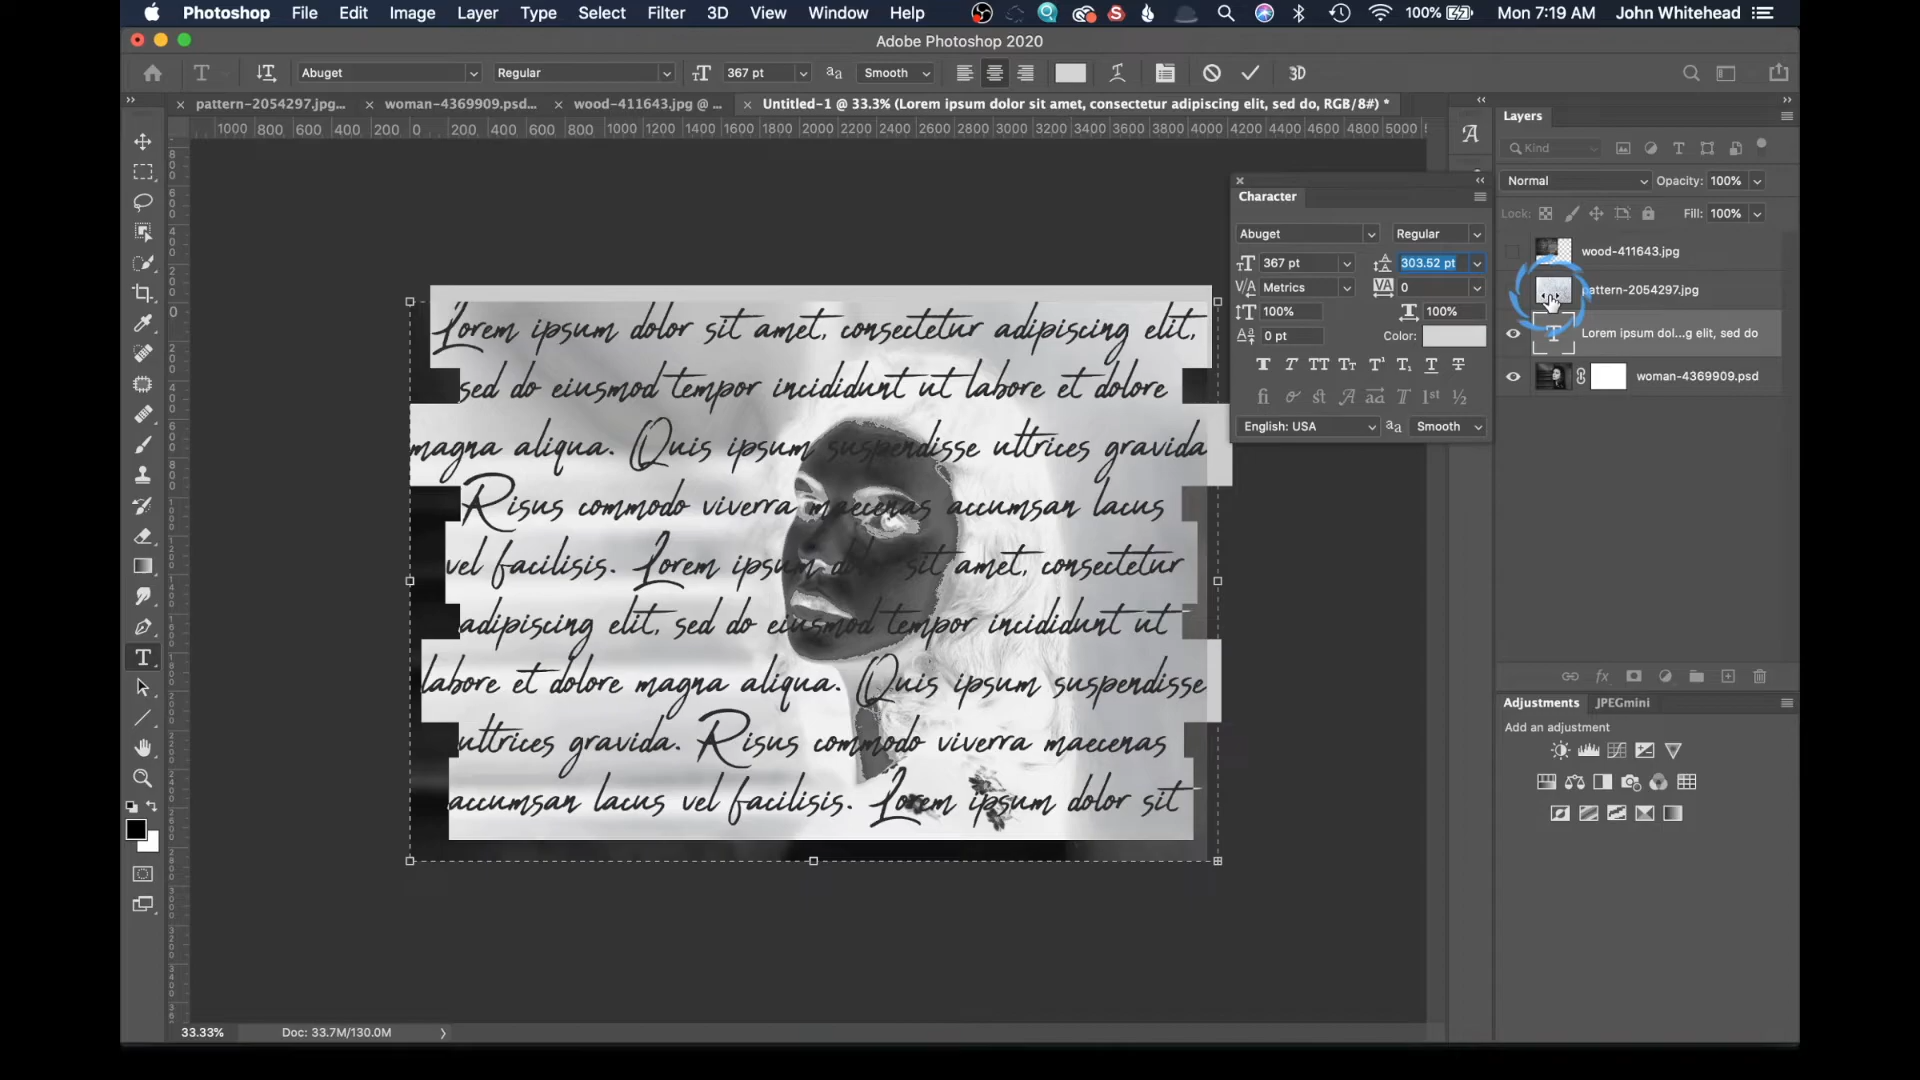 Photoshop File Edit Image Layer Type Select Filter 3D View Window Help 100% Mon 7:19 AM John Whitehead
Adobe Photoshop 2020
T Abuget Regular 367 pt aa Smooth 3D
pattern-2054297.jpg... woman-4369909.psd... wood-411643.jpg @ ... Untitled-1 @ 33.3% (Lorem ipsum dolor sit amet, consectetur adipiscing elit, sed do, RGB/8#) *
1000 800 600 400 200 0 200 400 600 800 1000 1200 1400 1600 1800 2000 2200 2400 2600 2800 3000 3200 3400 3600 3800 4000 4200 4400 4600 4800 5000
Layers
Kind
Normal Opacity: 100%
Lock: Fill: 100%
wood-411643.jpg
pattern-2054297.jpg
Lorem ipsum dol...g elit, sed do
woman-4369909.psd
Character
Abuget Regular
367 pt 303.52 pt
Metrics 0
100% 100%
0 pt Color:
English: USA aa Smooth
Adjustments JPEGmini
Add an adjustment
Lorem ipsum dolor sit amet, consectetur adipiscing elit,
sed do eiusmod tempor incididunt ut labore et dolore
magna aliqua. Quis ipsum suspendisse ultrices gravida
Risus commodo viverra maecenas accumsan lacus
vel facilisis. Lorem ipsum dolor sit amet, consectetur
adipiscing elit, sed do eiusmod tempor incididunt ut
labore et dolore magna aliqua. Quis ipsum suspendisse
ultrices gravida. Risus commodo viverra maecenas
accumsan lacus vel facilisis. Lorem ipsum dolor sit
33.33% Doc: 33.7M/130.0M